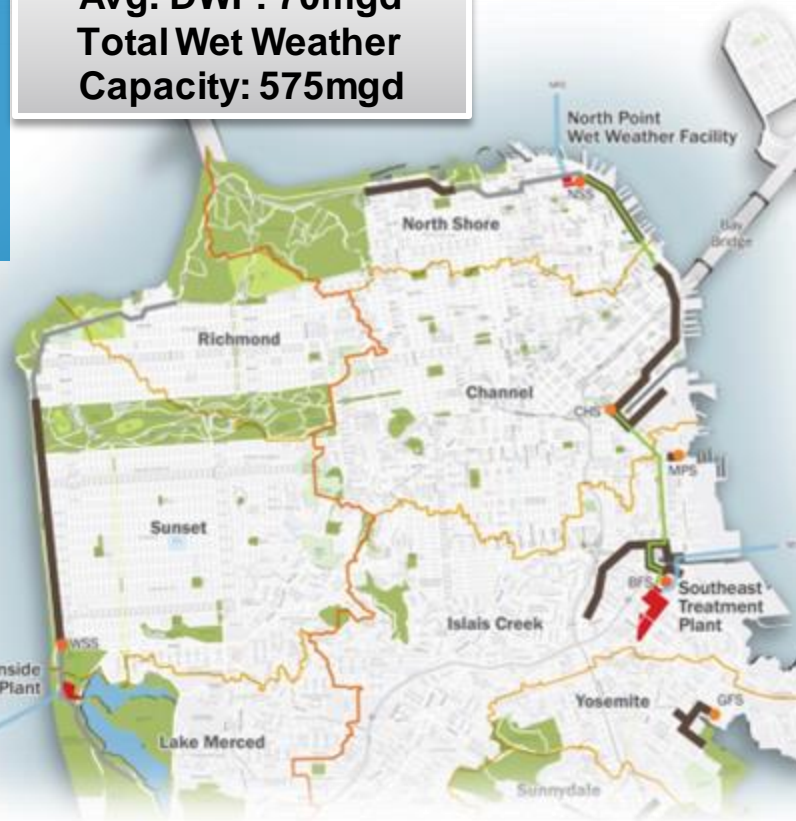 Avg. DWF: 70mgd
Total Wet Weather
Capacity: 575mgd
North Point
Wet Weather Facility
NSS
North Shore
Bay
Bridge
Richmond
Channel
CHS
MPS
Sunset
BFS
Southeast
Treatment
Plant
Islais Creek
WSS
nside
Plant
Yosemite
GFS
Lake Merced
Sunnydale